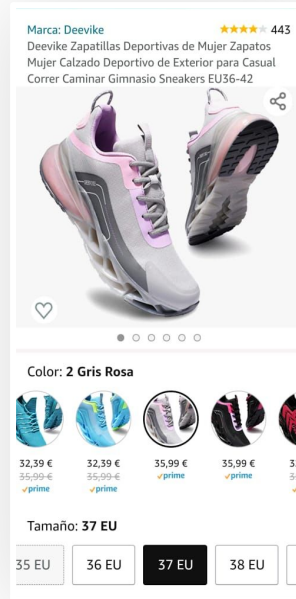 Marca: Deevike 443
Deevike Zapatillas Deportivas de Mujer Zapatos
Mujer Calzado Deportivo de Exterior para Casual
Correr Caminar Gimnasio Sneakers EU36-42
Color: 2 Gris Rosa
32,39 € 32,39 € 35,99 € 35,99 €
35,99 € 35,99 € prime prime
prime prime
Tamaño: 37 EU
35 EU 36 EU 37 EU 38 EU